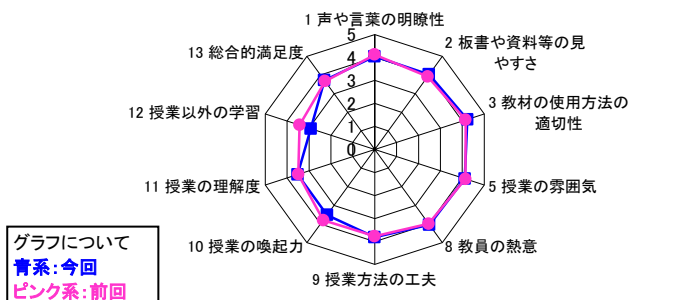 1 声や言葉の明瞭性
2 板書や資料等の見
やすさ
3 教材の使用方法の
適切性
5 授業の雰囲気
8 教員の熱意
9 授業方法の工夫
10 授業の喚起力
11 授業の理解度
12 授業以外の学習
13 総合的満足度
5
4
3
2
1
0
グラフについて
青系：今回
ピンク系：前回